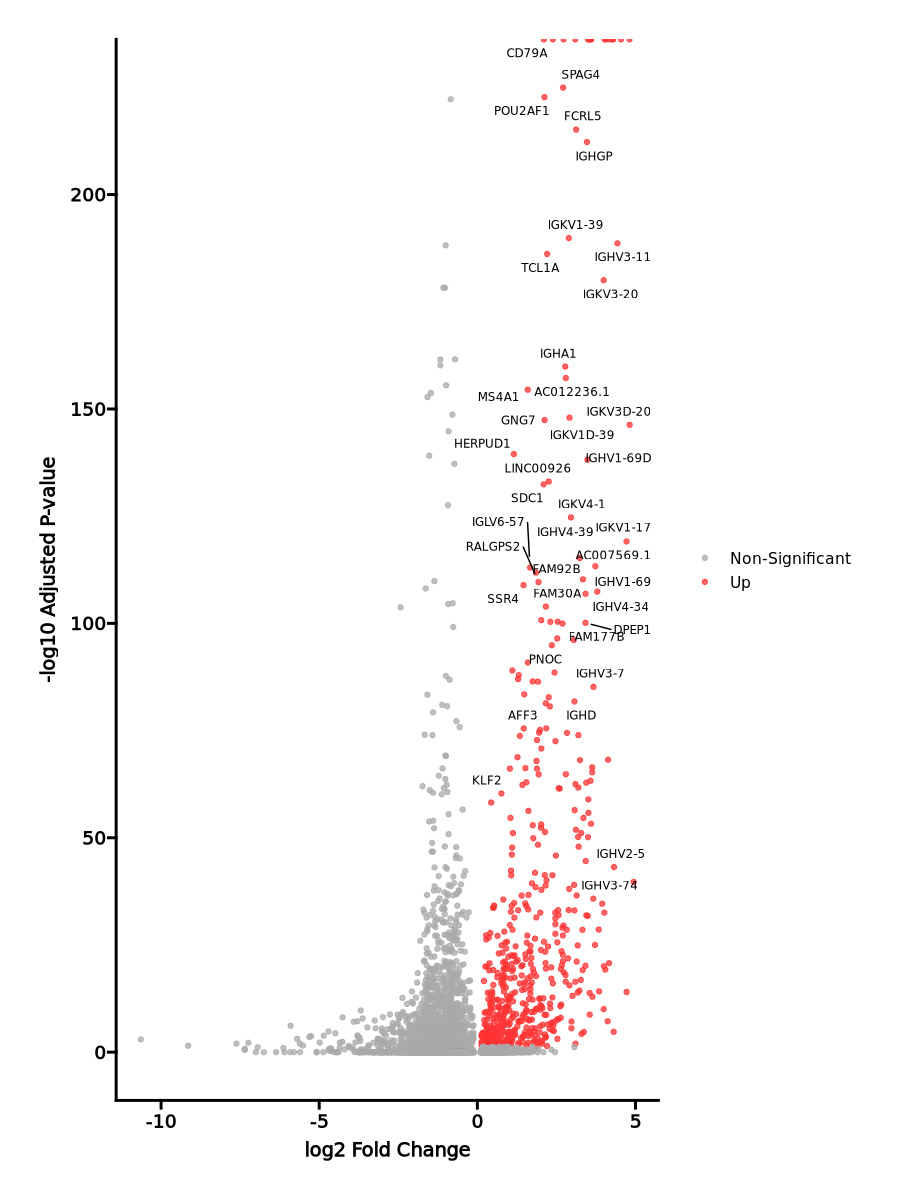 CD79A
SPAG4
POU2AF1
FCRL5
IGHGP
200
IGKV1-39
IGHV3-11
TCL1A
IGKV3-20
IGHA1
AC012236.1
MS4A1
150
IGKV3D-20
GNG7
IGKV1D-39
HERPUD1
IGHV1-69D
LINC00926
SDC1
IGKV4-1
IGLV6-57
IGHV4-39
IGKV1-17
RALGPS2
AC007569.1
FAM92B
IGHV1-69
SSR4
FAM30A
IGHV4-34
100
DPEP1
FAM177B
PNOC
IGHV3-7
AFF3
IGHD
KLF2
50
IGHV2-5
IGHV3-74
0
-10
-5
0
5
log2 Fold Change
-log10 Adjusted P-value
Non-Significant
Up